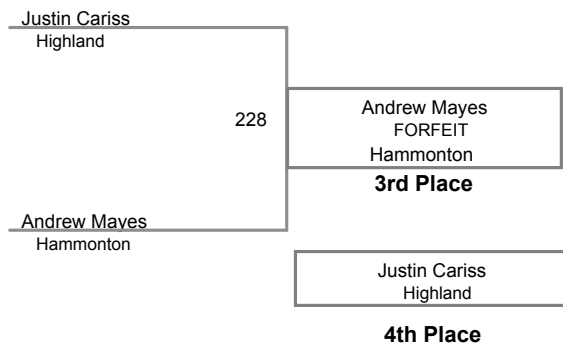 Justin Cariss
Highland
228
Andrew Mayes
FORFEIT
Hammonton
3rd Place
Andrew Mayes
Hammonton
Justin Cariss
Highland
4th Place